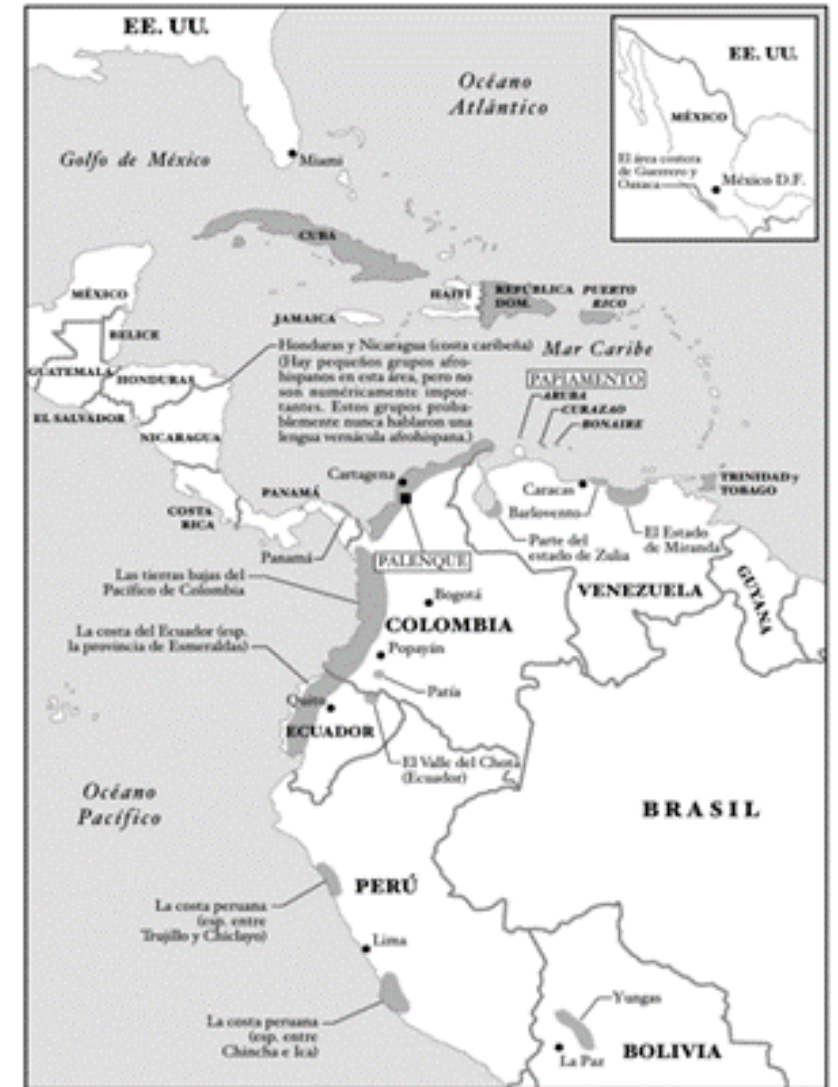 EE. UU.
Océano
Atlántico
Golfo de México
Miami
EE. UU.
MÉXICO
El área costera
de Guerrero y
Oaxaca
México D.F.
CUBA
MÉXICO
BELICE
GUATEMALA
HONDURAS
EL SALVADOR
NICARAGUA
COSTA
RICA
PANAMÁ
Panamá
JAMAICA
HAITÍ
REPÚBLICA
DOM.
PUERTO
RICO
Mar Caribe
Honduras y Nicaragua (costa caribeña)
(Hay pequeños grupos afro-
hispanos en esta área, pero no
son numéricamente impor-
tantes. Estos grupos proba-
blemente nunca hablaron una
lengua vernácula afrohispana.)
PAPIAMENTO
ARUBA
CURAZAO
BONAIRE
TRINIDAD y
TOBAGO
Cartagena
PALENQUE
Caracas
Barlovento
Parte del
estado de Zulia
El Estado
de Miranda
VENEZUELA
GUYANA
Las tierras bajas del
Pacífico de Colombia
Bogotá
COLOMBIA
Popayán
Patía
La costa del Ecuador (esp.
la provincia de Esmeraldas)
Quito
ECUADOR
El Valle del Chota
(Ecuador)
Océano
Pacífico
BRASIL
PERÚ
La costa peruana
(esp. entre
Trujillo y Chiclayo)
Lima
La costa peruana
(esp. entre
Chincha e Ica)
Yungas
La Paz
BOLIVIA